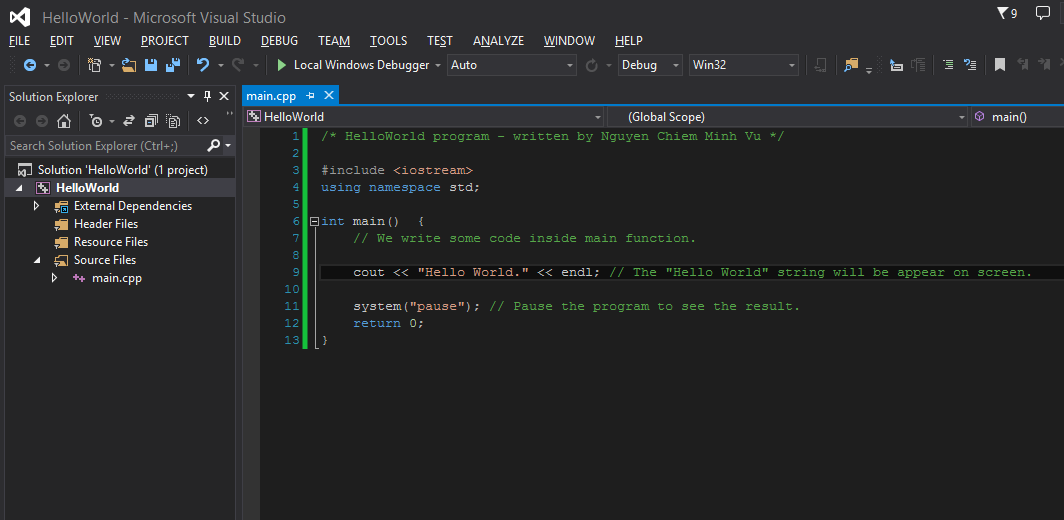 HelloWorld - Microsoft Visual Studio
9
FILE EDIT VIEW PROJECT BUILD DEBUG TEAM TOOLS TEST ANALYZE WINDOW HELP
Local Windows Debugger Auto Debug Win32
Solution Explorer
Search Solution Explorer (Ctrl+;)
Solution 'HelloWorld' (1 project)
HelloWorld
External Dependencies
Header Files
Resource Files
Source Files
main.cpp
main.cpp
HelloWorld (Global Scope) main()
1 /* HelloWorld program - written by Nguyen Chiem Minh Vu */
2
3 #include <iostream>
4 using namespace std;
5
6 int main()  {
7     // We write some code inside main function.
8
9     cout << "Hello World." << endl; // The "Hello World" string will be appear on screen.
10
11     system("pause"); // Pause the program to see the result.
12     return 0;
13 }